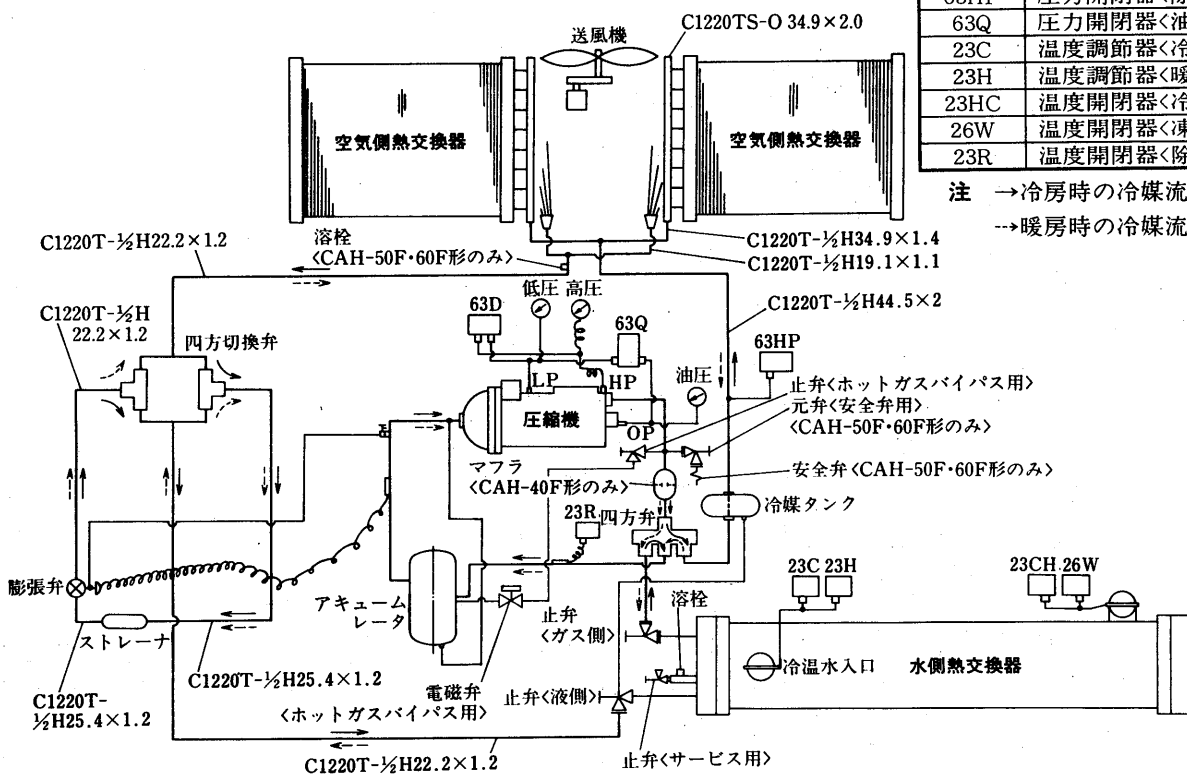 C1220TS-O 34.9×2.0
送風機
空気側熱交換器
空気側熱交換器
63Q 圧力開閉器<油
23C 温度調節器<冷
23H 温度調節器<暖
23HC 温度開閉器<冷
26W 温度開閉器<凍
23R 温度開閉器<除
注 →冷房時の冷媒流
⇢暖房時の冷媒流
C1220T-½H22.2×1.2
溶栓
<CAH-50F·60F形のみ>
C1220T-½H34.9×1.4
C1220T-½H19.1×1.1
C1220T-½H44.5×2
C1220T-½H
22.2×1.2
四方切換弁
63D
低圧
高圧
63Q
63HP
油圧
LP
HP
圧縮機
OP
止弁<ホットガスバイパス用>
元弁<安全弁用>
<CAH-50F·60F形のみ>
マフラ
<CAH-40F形のみ>
安全弁<CAH-50F·60F形のみ>
23R
四方弁
冷媒タンク
膨張弁
ストレーナ
アキューム
レータ
止弁
<ガス側>
溶栓
23C 23H
23CH 26W
冷温水入口
水側熱交換器
C1220T-
½H25.4×1.2
C1220T-½H25.4×1.2
電磁弁
<ホットガスバイパス用>
止弁<液側>
C1220T-½H22.2×1.2
止弁<サービス用>